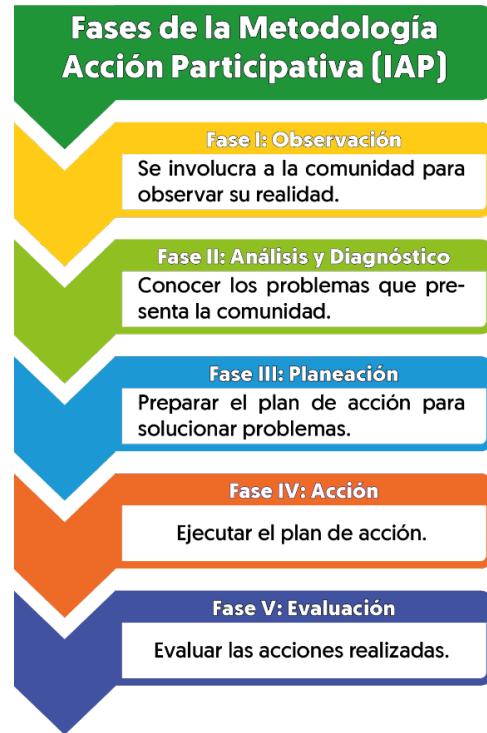 Fases de la Metodología
Acción Participativa (IAP)
Fase I: Observación
Se involucra a la comunidad para
observar su realidad.
Fase II: Análisis y Diagnóstico
Conocer los problemas que pre-
senta la comunidad.
Fase III: Planeación
Preparar el plan de acción para
solucionar problemas.
Fase IV: Acción
Ejecutar el plan de acción.
Fase V: Evaluación
Evaluar las acciones realizadas.